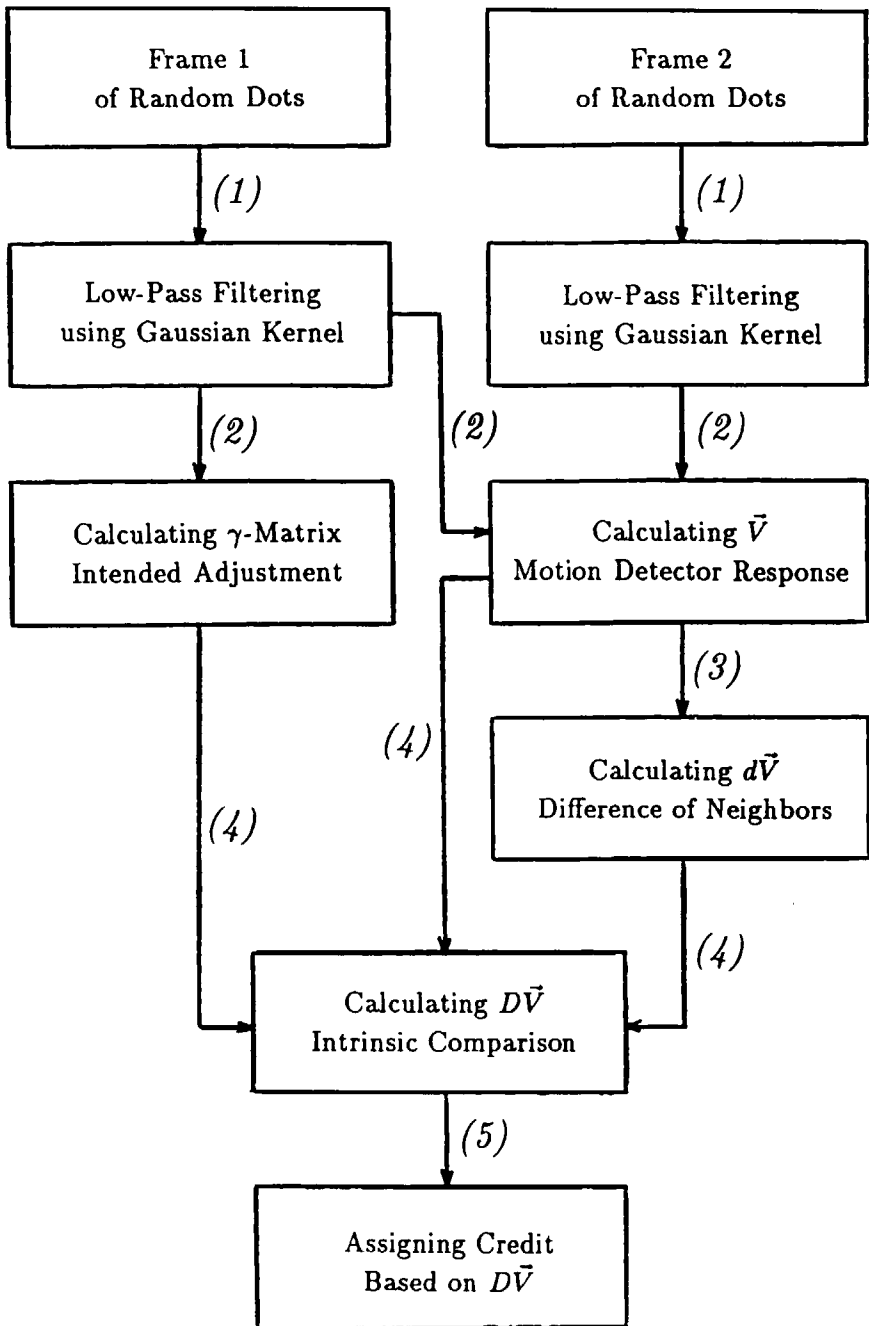 Frame 1
of Random Dots
Frame 2
of Random Dots
(1)
(1)
Low-Pass Filtering
using Gaussian Kernel
Low-Pass Filtering
using Gaussian Kernel
(2)
(2)
(2)
Calculating γ-Matrix
Intended Adjustment
Calculating V⃗
Motion Detector Response
(3)
(4)
Calculating dV⃗
Difference of Neighbors
(4)
(4)
Calculating DV⃗
Intrinsic Comparison
(5)
Assigning Credit
Based on DV⃗